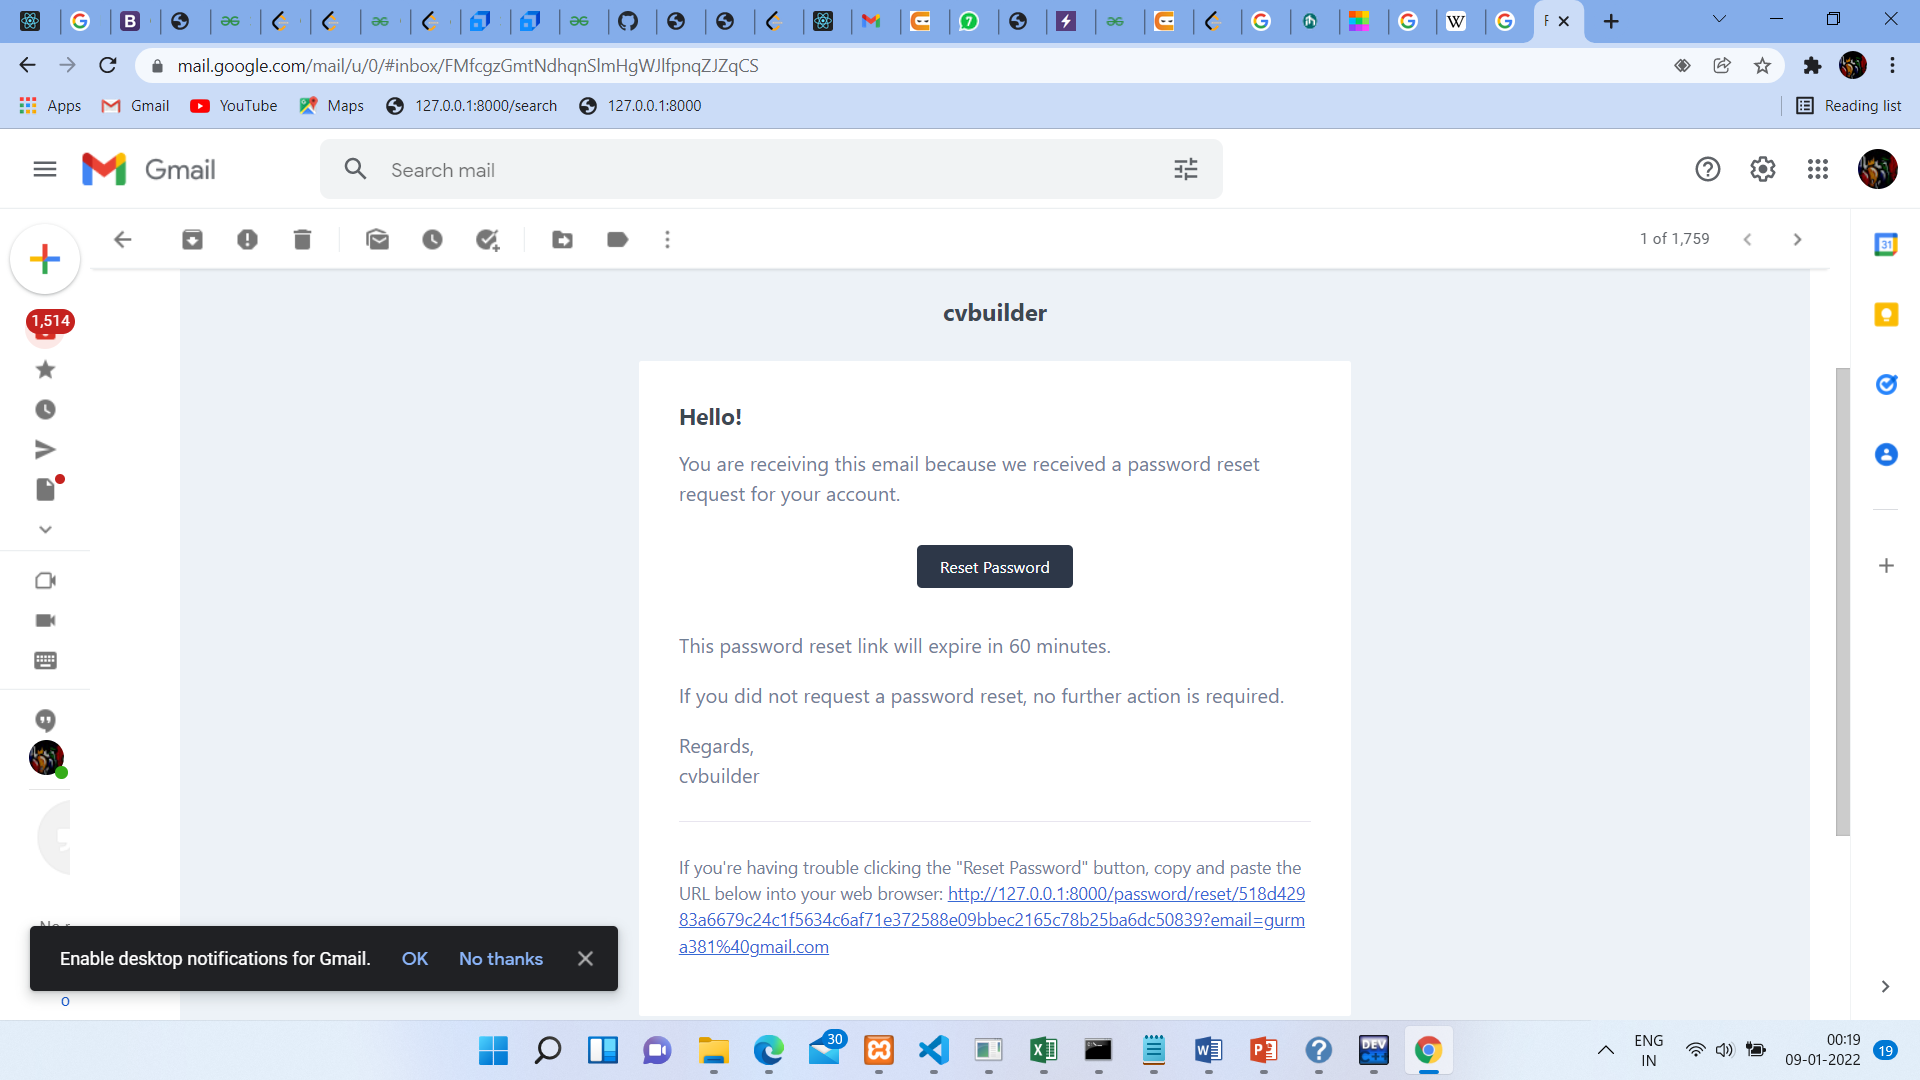 mail.google.com/mail/u/0/#inbox/FMfcgzGmtNdhqnSlmHgWJlfpnqZJZqCS
Apps Gmail YouTube Maps 127.0.0.1:8000/search 127.0.0.1:8000 Reading list
Gmail Search mail
1 of 1,759
31
1,514
cvbuilder
Hello!
You are receiving this email because we received a password reset
request for your account.
Reset Password
This password reset link will expire in 60 minutes.
If you did not request a password reset, no further action is required.
Regards,
cvbuilder
If you're having trouble clicking the "Reset Password" button, copy and paste the
URL below into your web browser: http://127.0.0.1:8000/password/reset/518d429
83a6679c24c1f5634c6af71e372588e09bbec2165c78b25ba6dc50839?email=gurm
a381%40gmail.com
Enable desktop notifications for Gmail. OK No thanks
30
DEV
C++
ENG
IN
00:19
09-01-2022
19